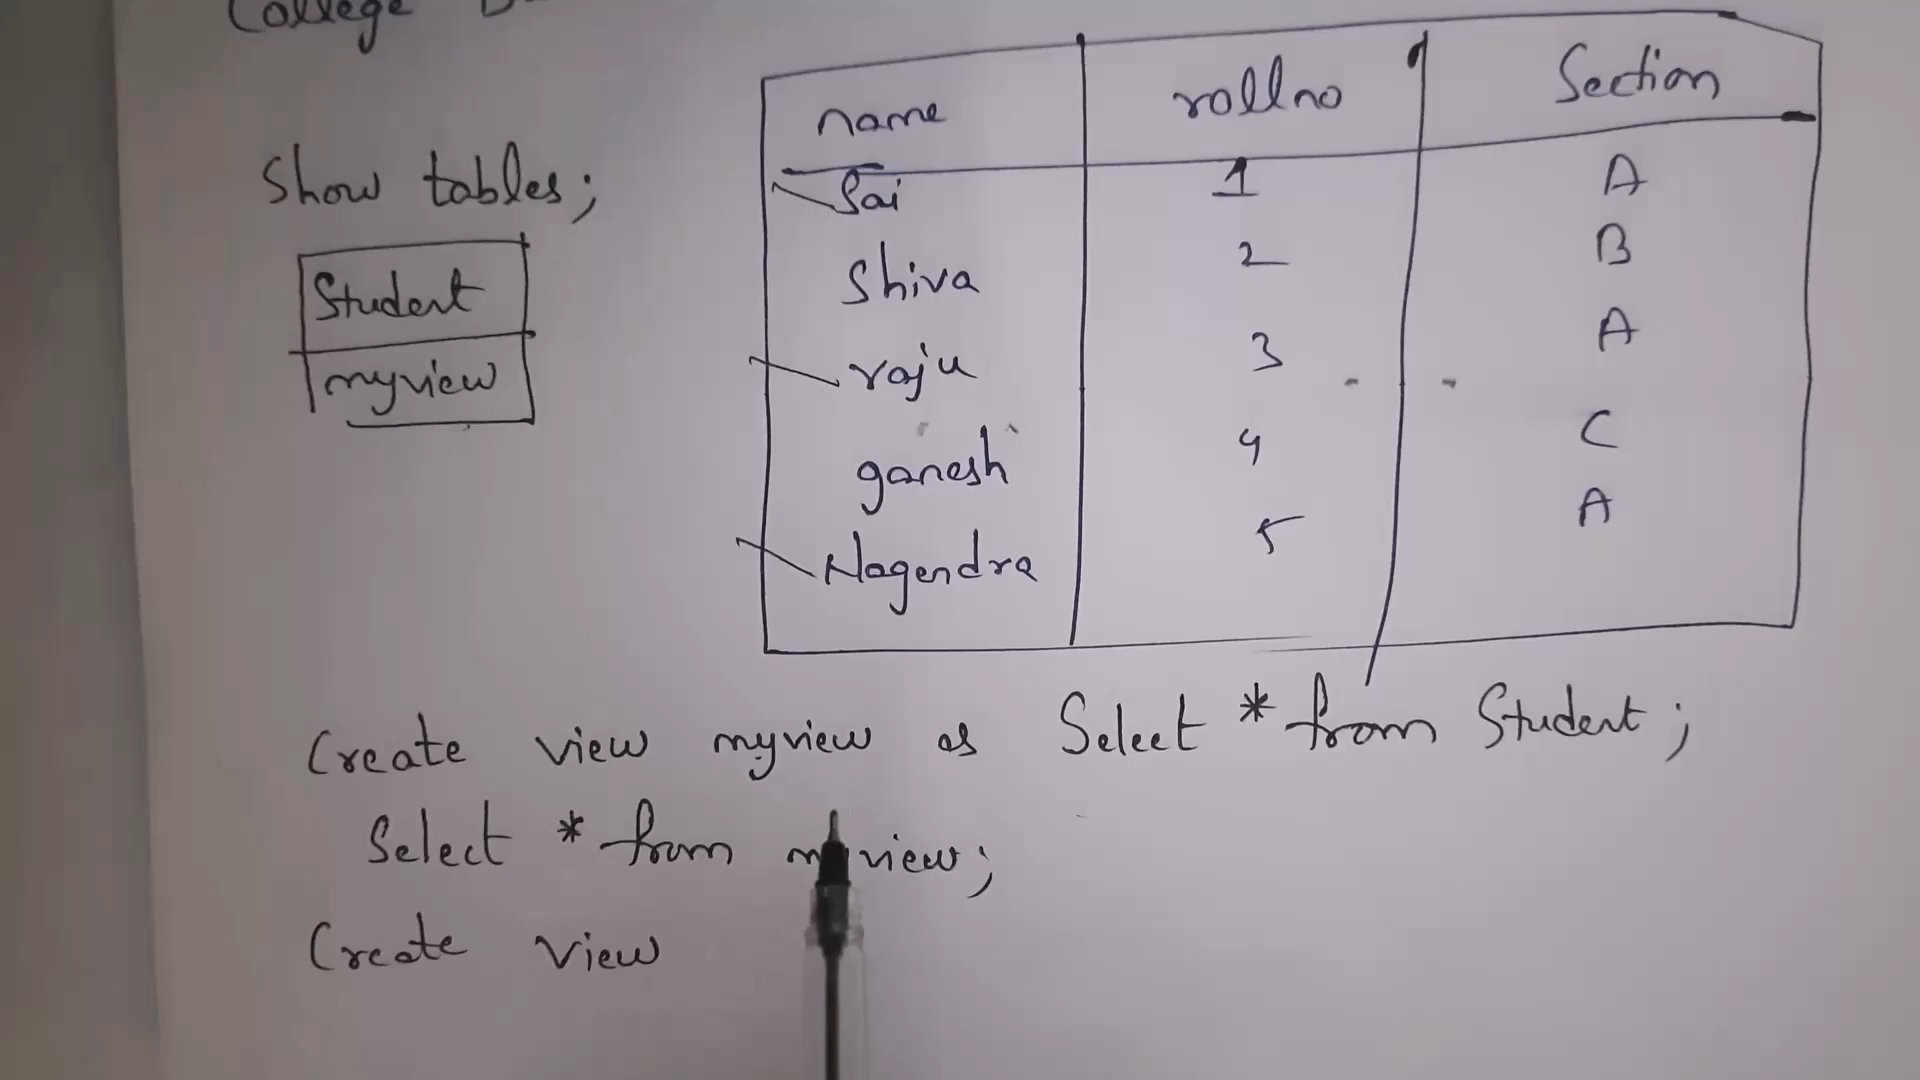 College
Show tables;
Student
myview
name rollno Section
Sai 1 A
Shiva 2 B
raju 3 A
ganesh 4 C
Nagendra 5 A
Create view myview as Select * from Student;
Select * from myview;
Create view